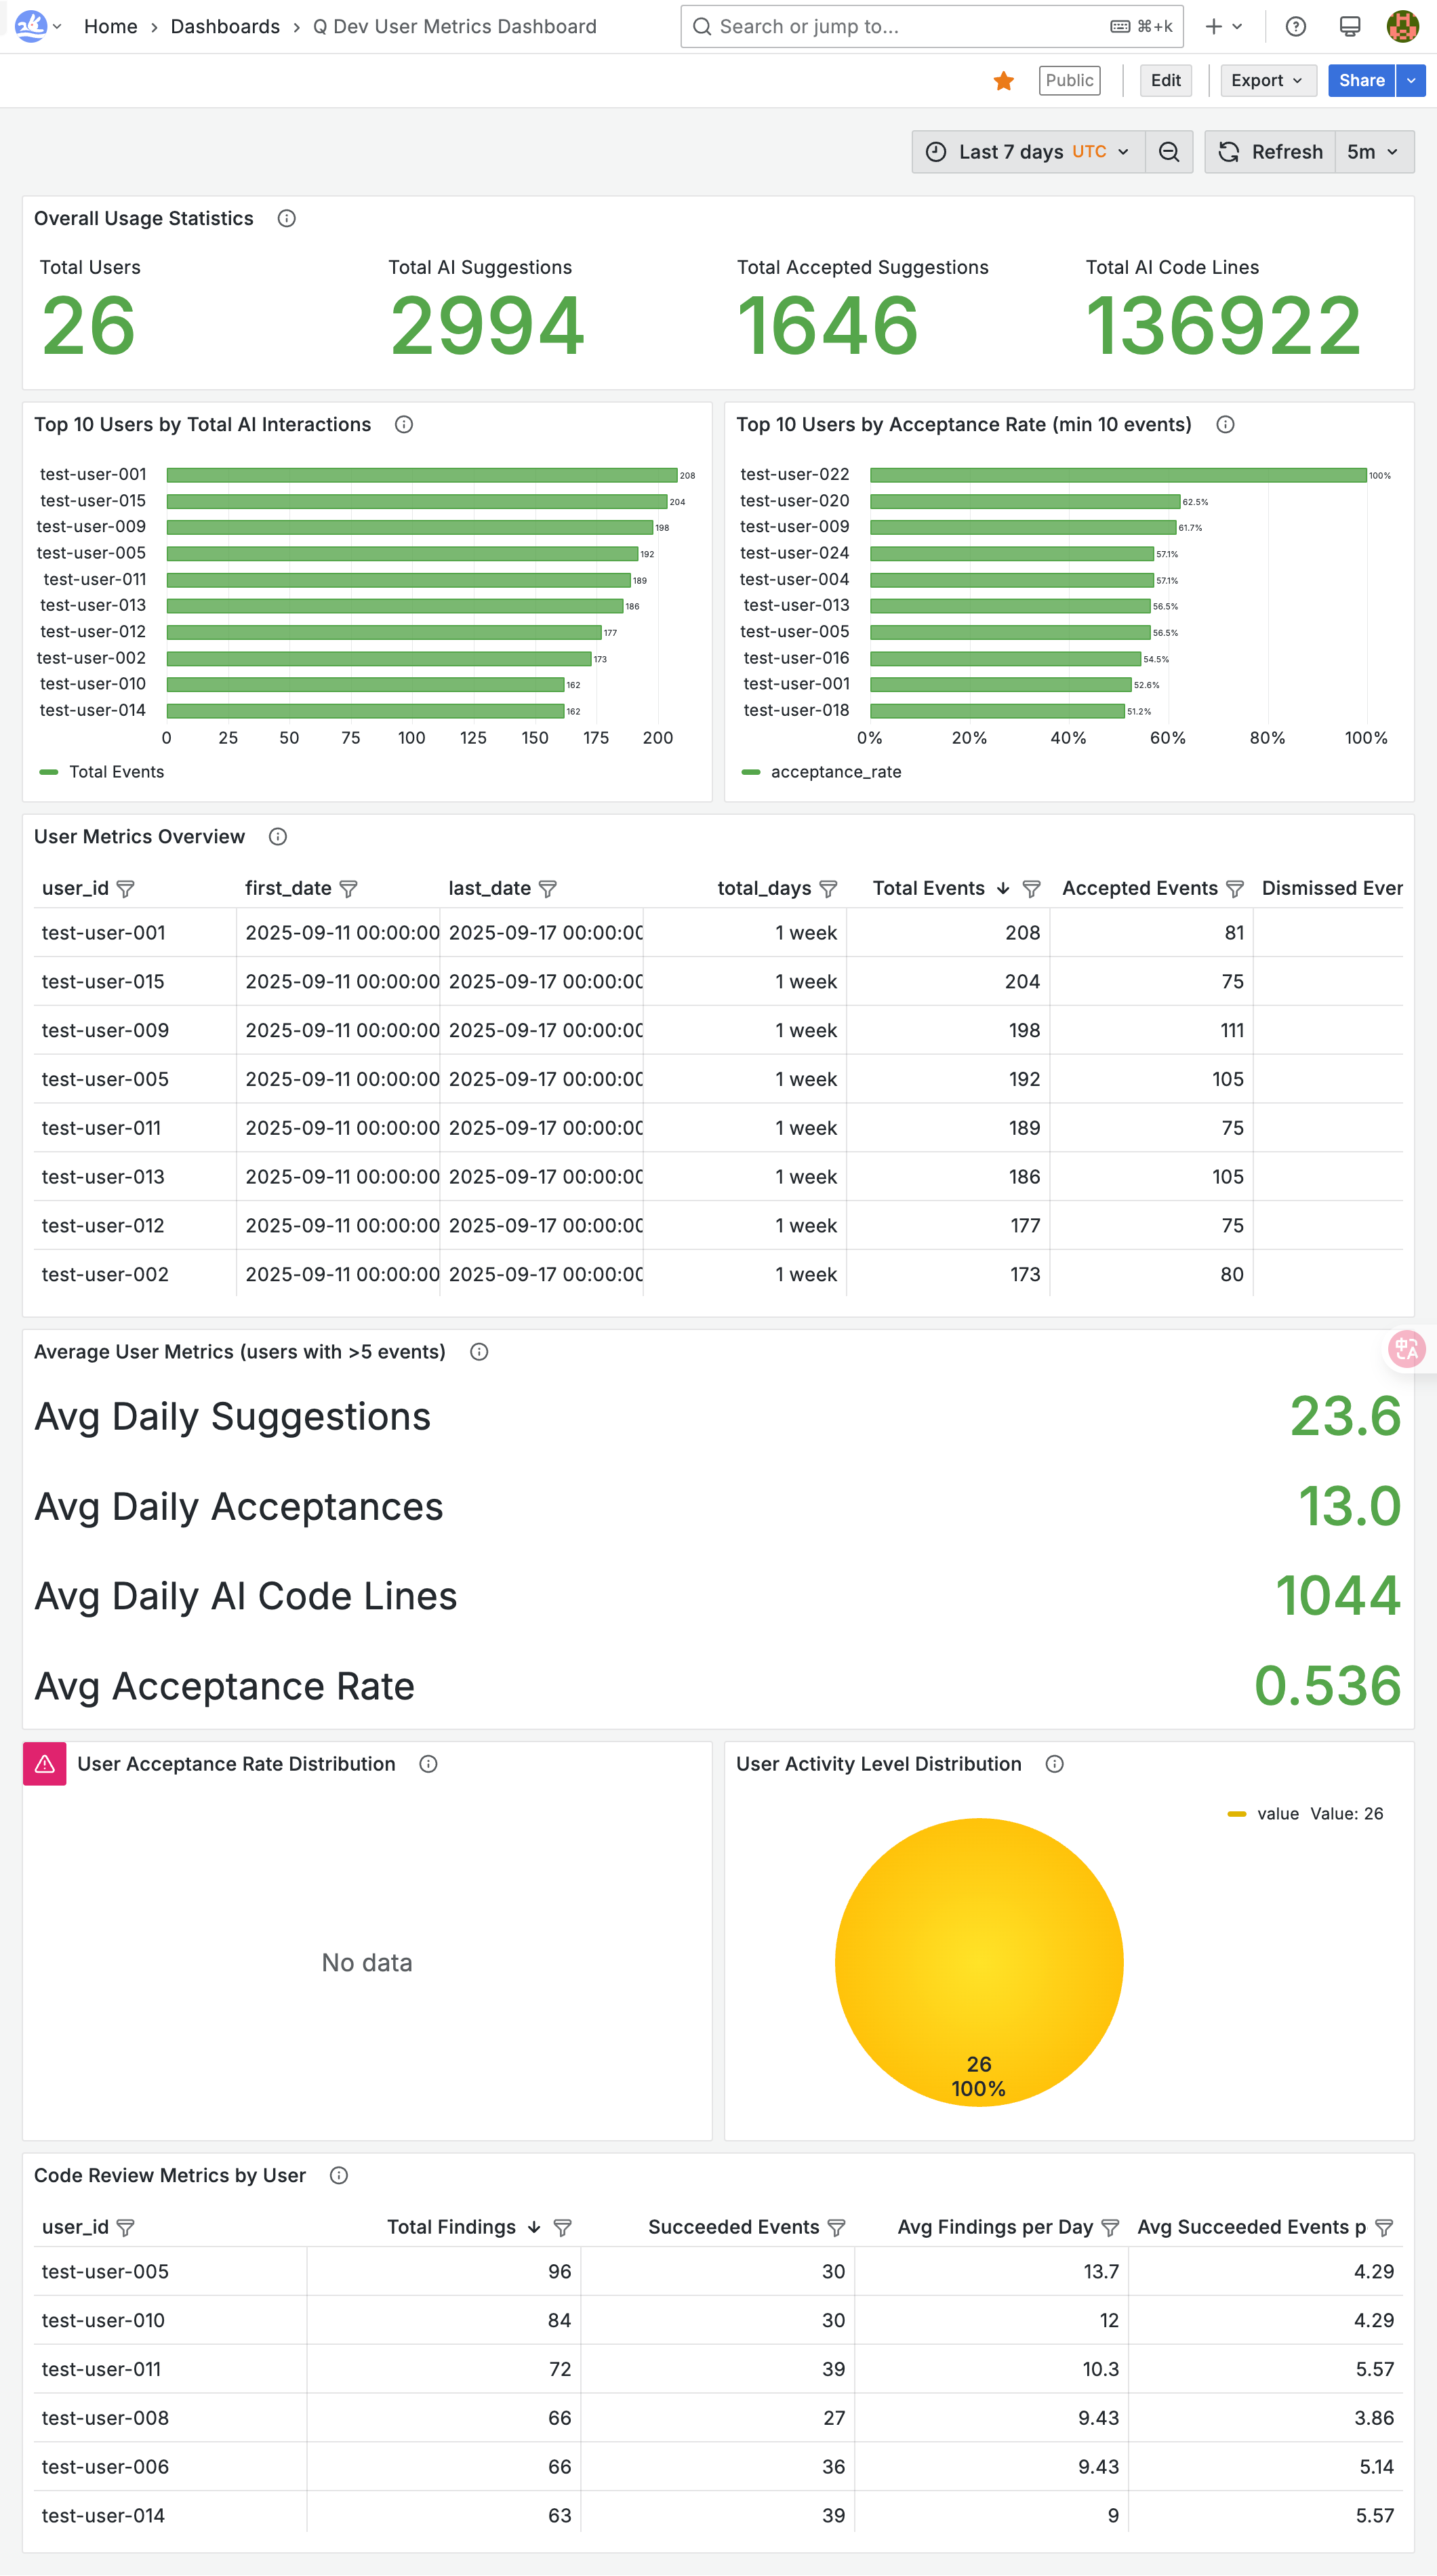 Home › Dashboards › Q Dev User Metrics Dashboard
Search or jump to... ⌘+k
Public Edit Export Share
Last 7 days UTC Refresh 5m
Overall Usage Statistics
Total Users Total AI Suggestions Total Accepted Suggestions Total AI Code Lines
26 2994 1646 136922
Top 10 Users by Total AI Interactions
test-user-001 208
test-user-015 204
test-user-009 198
test-user-005 192
test-user-011 189
test-user-013 186
test-user-012 177
test-user-002 173
test-user-010 162
test-user-014 162
0 25 50 75 100 125 150 175 200
Total Events
Top 10 Users by Acceptance Rate (min 10 events)
test-user-022 100%
test-user-020 62.5%
test-user-009 61.7%
test-user-024 57.1%
test-user-004 57.1%
test-user-013 56.5%
test-user-005 56.5%
test-user-016 54.5%
test-user-001 52.6%
test-user-018 51.2%
0% 20% 40% 60% 80% 100%
acceptance_rate
User Metrics Overview
user_id first_date last_date total_days Total Events Accepted Events Dismissed Ever
test-user-001 2025-09-11 00:00:00 2025-09-17 00:00:00 1 week 208 81
test-user-015 2025-09-11 00:00:00 2025-09-17 00:00:00 1 week 204 75
test-user-009 2025-09-11 00:00:00 2025-09-17 00:00:00 1 week 198 111
test-user-005 2025-09-11 00:00:00 2025-09-17 00:00:00 1 week 192 105
test-user-011 2025-09-11 00:00:00 2025-09-17 00:00:00 1 week 189 75
test-user-013 2025-09-11 00:00:00 2025-09-17 00:00:00 1 week 186 105
test-user-012 2025-09-11 00:00:00 2025-09-17 00:00:00 1 week 177 75
test-user-002 2025-09-11 00:00:00 2025-09-17 00:00:00 1 week 173 80
Average User Metrics (users with >5 events)
中A
Avg Daily Suggestions 23.6
Avg Daily Acceptances 13.0
Avg Daily AI Code Lines 1044
Avg Acceptance Rate 0.536
User Acceptance Rate Distribution
No data
User Activity Level Distribution
value Value: 26
26
100%
Code Review Metrics by User
user_id Total Findings Succeeded Events Avg Findings per Day Avg Succeeded Events p
test-user-005 96 30 13.7 4.29
test-user-010 84 30 12 4.29
test-user-011 72 39 10.3 5.57
test-user-008 66 27 9.43 3.86
test-user-006 66 36 9.43 5.14
test-user-014 63 39 9 5.57